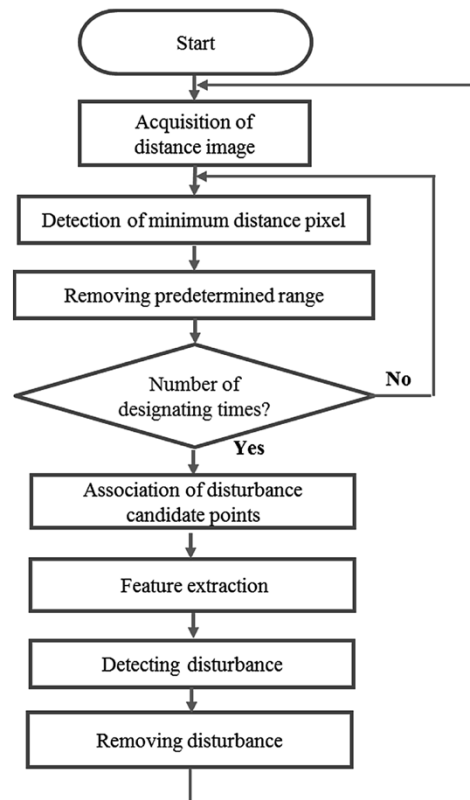 Start
Acquisition of
distance image
Detection of minimum distance pixel
Removing predetermined range
Number of
designating times?
No
Yes
Association of disturbance
candidate points
Feature extraction
Detecting disturbance
Removing disturbance